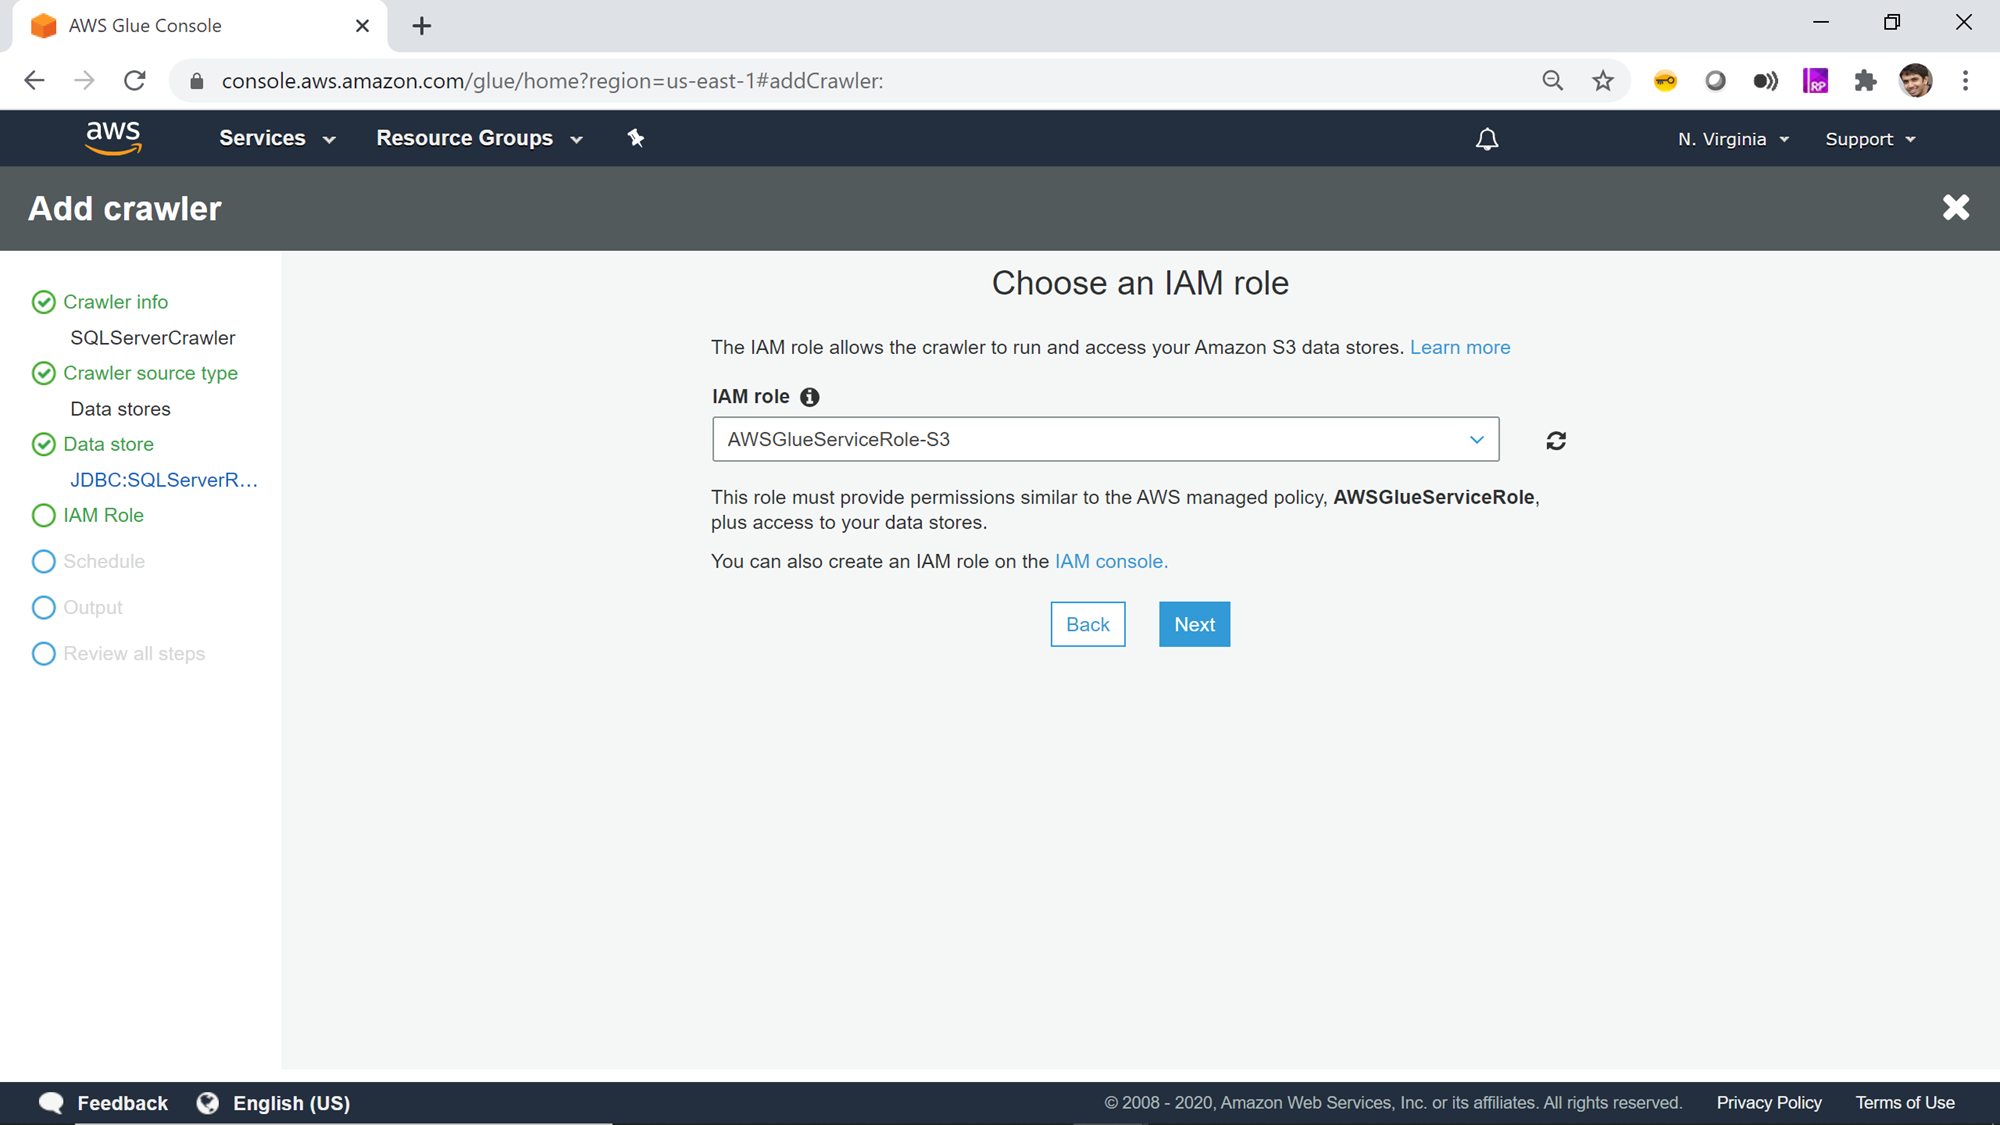 AWS Glue Console
console.aws.amazon.com/glue/home?region=us-east-1#addCrawler:
RP
aws
Services
Resource Groups
N. Virginia
Support
Add crawler
Crawler info
SQLServerCrawler
Crawler source type
Data stores
Data store
JDBC:SQLServerR...
IAM Role
Schedule
Output
Review all steps
Choose an IAM role
The IAM role allows the crawler to run and access your Amazon S3 data stores. Learn more
IAM role
AWSGlueServiceRole-S3
This role must provide permissions similar to the AWS managed policy, AWSGlueServiceRole,
plus access to your data stores.
You can also create an IAM role on the IAM console.
Back
Next
Feedback
English (US)
© 2008 - 2020, Amazon Web Services, Inc. or its affiliates. All rights reserved.
Privacy Policy
Terms of Use